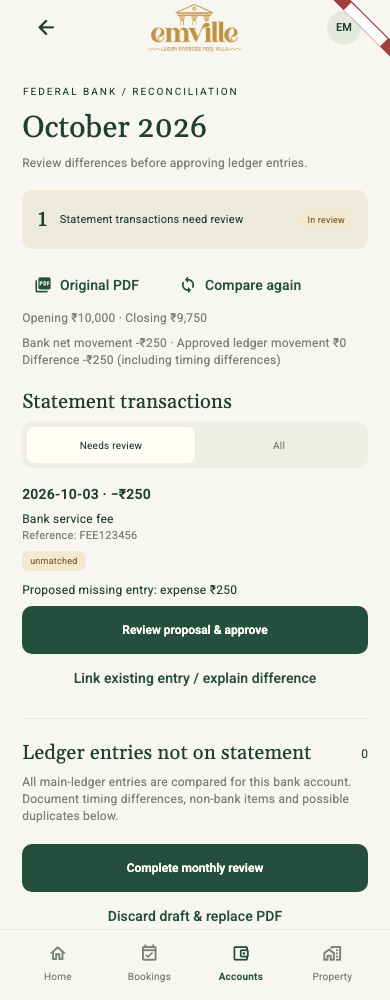 emville
LUXURY RIVERSIDE POOL VILLA
EM
FEDERAL BANK / RECONCILIATION
October 2026
Review differences before approving ledger entries.
1 Statement transactions need review In review
PDF Original PDF Compare again
Opening ₹10,000 · Closing ₹9,750
Bank net movement -₹250 · Approved ledger movement ₹0
Difference -₹250 (including timing differences)
Statement transactions
Needs review All
2026-10-03 · −₹250
Bank service fee
Reference: FEE123456
unmatched
Proposed missing entry: expense ₹250
Review proposal & approve
Link existing entry / explain difference
Ledger entries not on statement 0
All main-ledger entries are compared for this bank account.
Document timing differences, non-bank items and possible
duplicates below.
Complete monthly review
Discard draft & replace PDF
Home Bookings Accounts Property